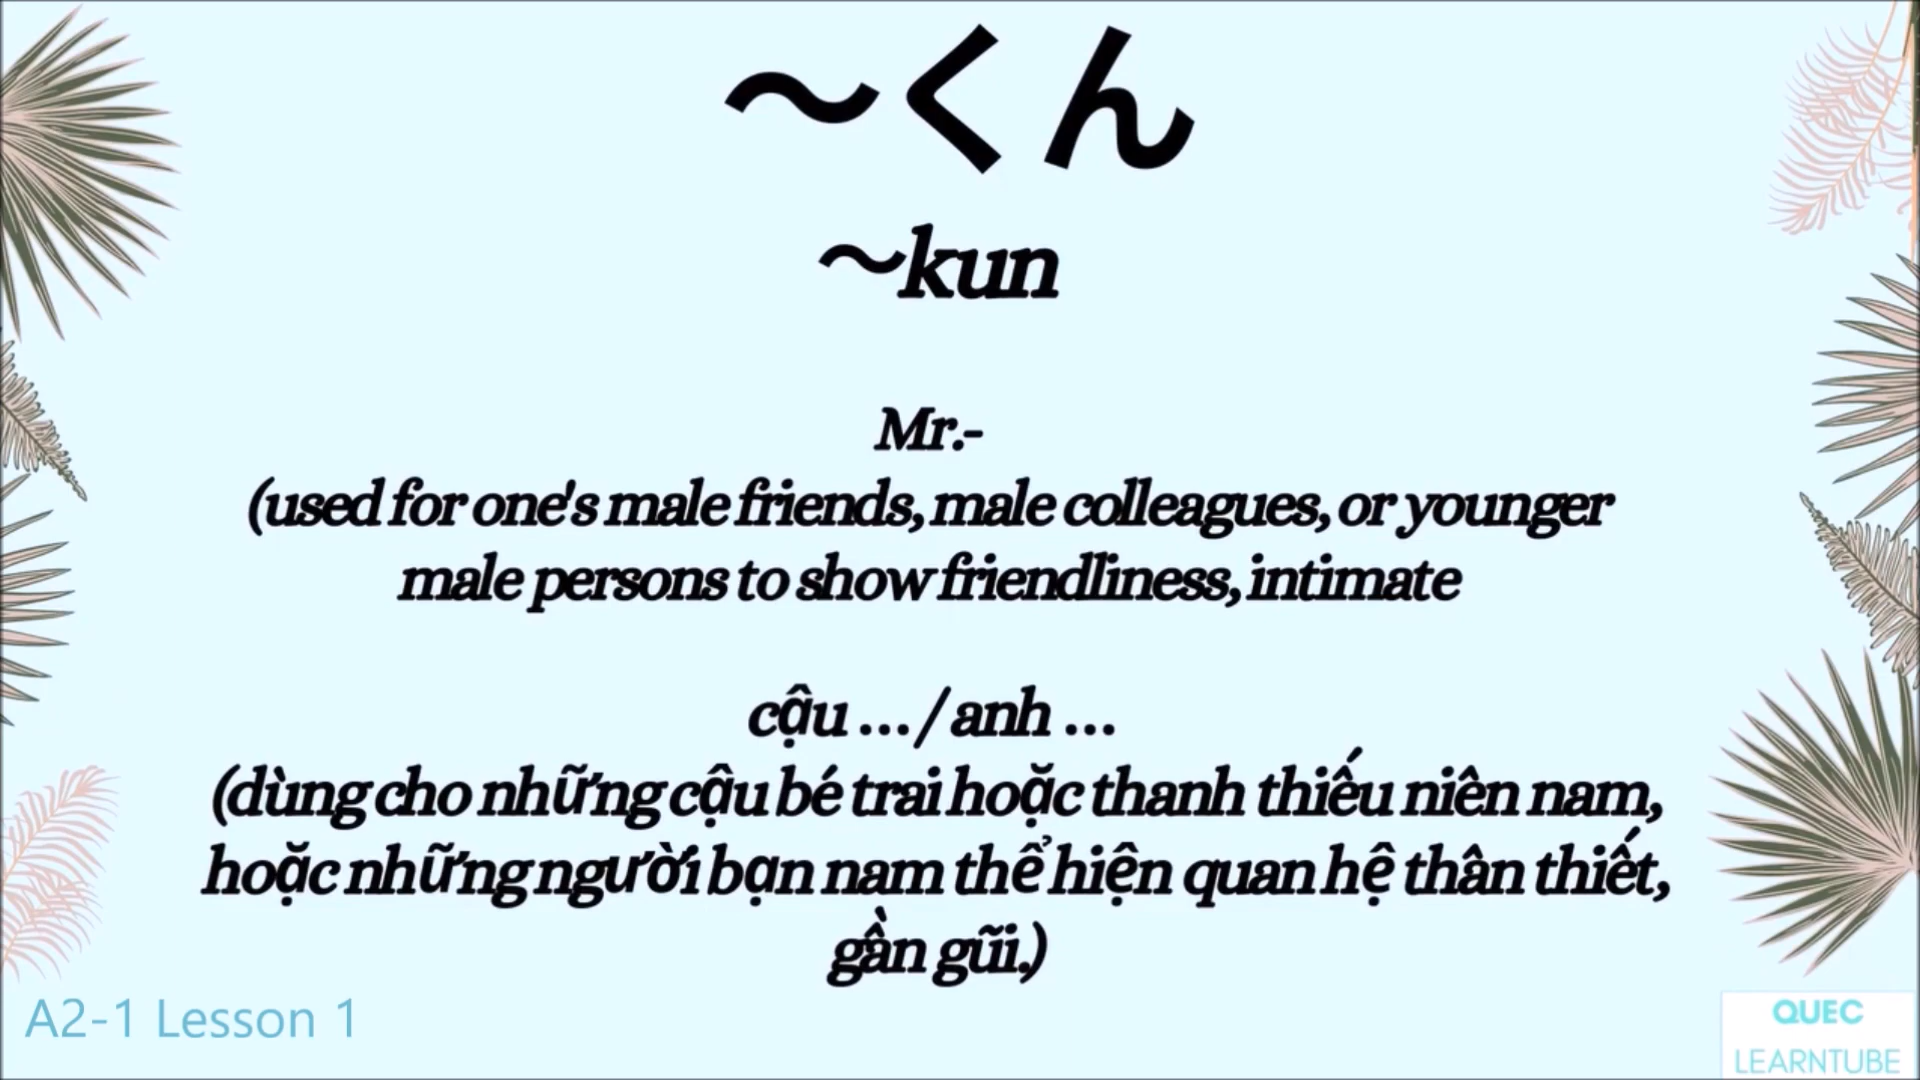 ～くん
～kun
Mr.-
(used for one's male friends, male colleagues, or younger
male persons to show friendliness, intimate
cậu ... / anh ...
(dùng cho những cậu bé trai hoặc thanh thiếu niên nam,
hoặc những người bạn nam thể hiện quan hệ thân thiết,
gần gũi.)
A2-1 Lesson 1
QUEC
LEARNTUBE